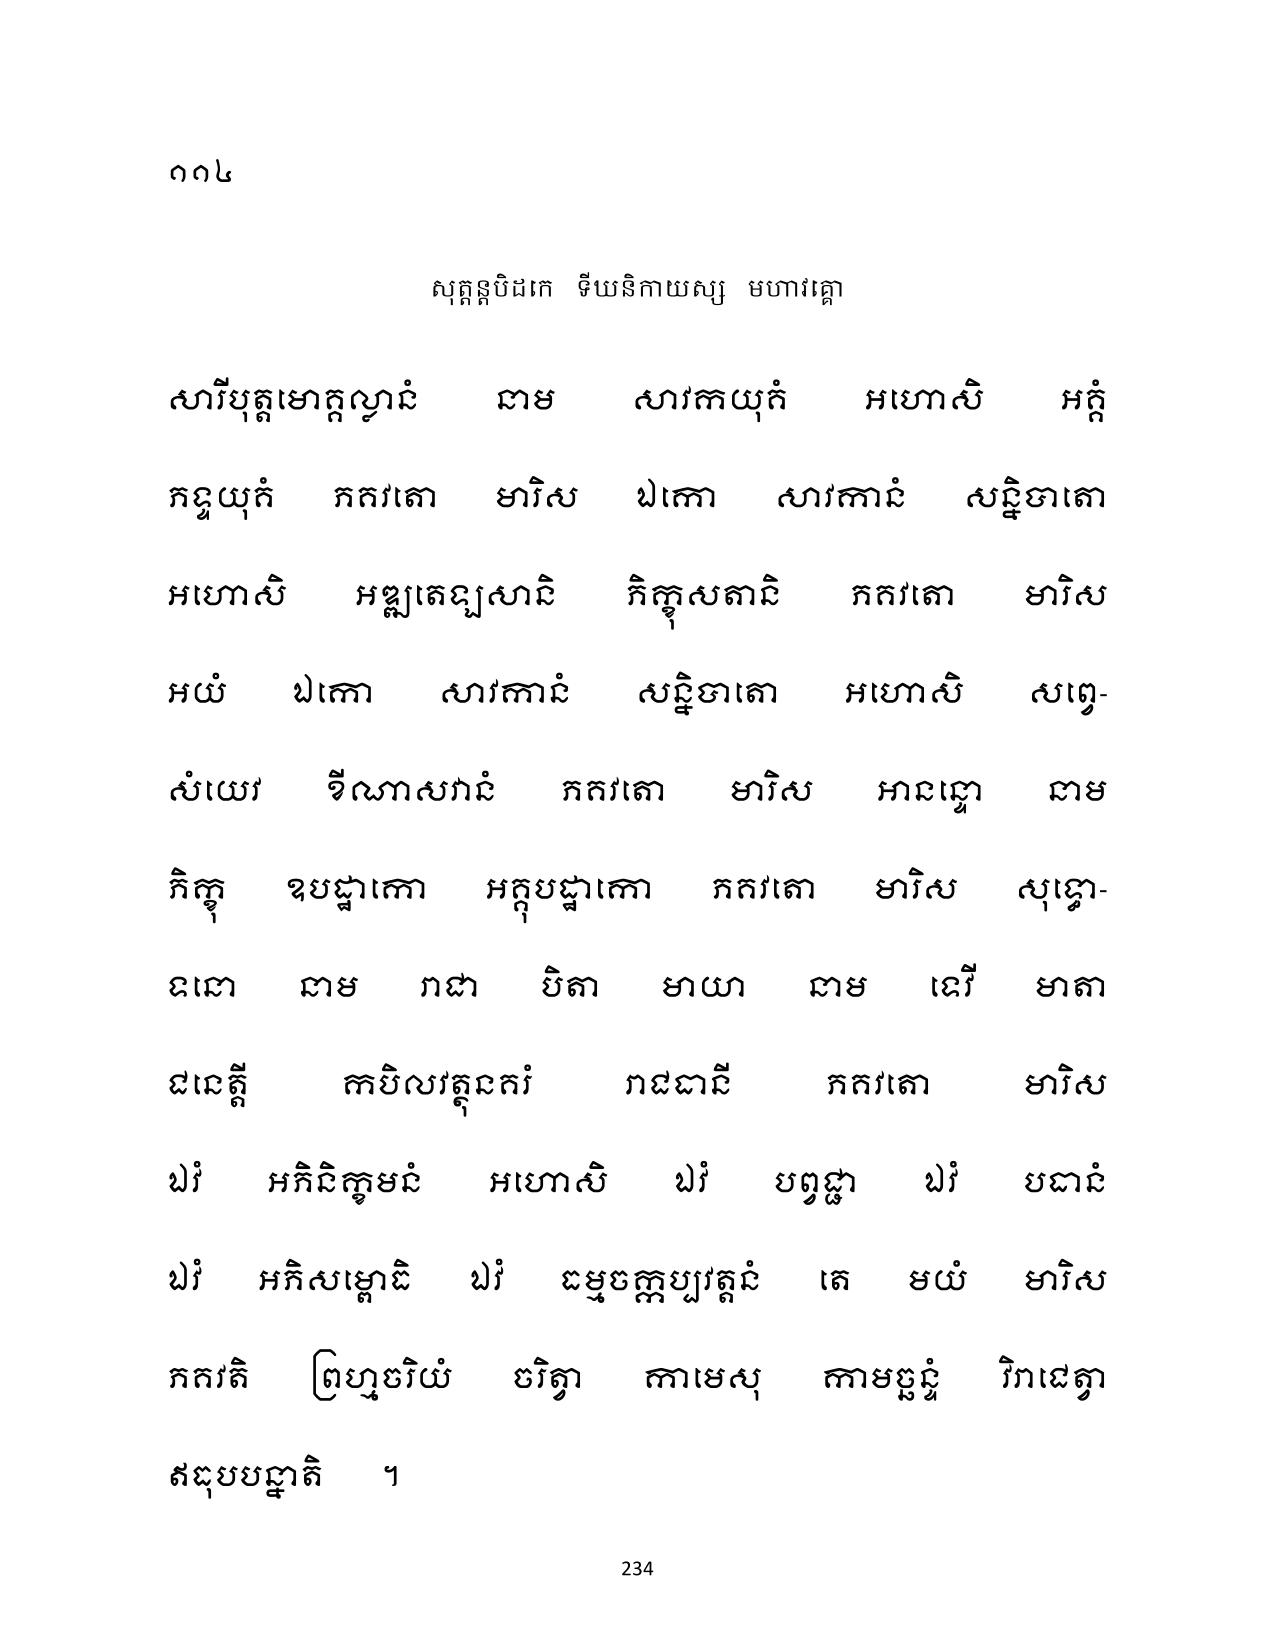 ១១៤
សុត្តន្តបិដកេ ទីឃនិកាយស្ស មហាវគ្គោ
សារីបុត្តមោគ្គល្លានំ នាម សាវកយុគំ អហោសិ អគ្គំ
ភទ្ទយុគំ ភគវតោ មារិស ឯកោ សាវកានំ សន្និបាតោ
អហោសិ អឌ្ឍតេឡសានិ ភិក្ខុសតានិ ភគវតោ មារិស
អយំ ឯកោ សាវកានំ សន្និបាតោ អហោសិ សព្វេ-
សំយេវ ខីណាសវានំ ភគវតោ មារិស អានន្ទោ នាម
ភិក្ខុ ឧបដ្ឋាកោ អគ្គុបដ្ឋាកោ ភគវតោ មារិស សុទ្ធោ-
ទនោ នាម រាជា បិតា មាយា នាម ទេវី មាតា
ជនេត្តី កបិលវត្ថុនគរំ រាជធានី ភគវតោ មារិស
ឯវំ អភិនិក្ខមនំ អហោសិ ឯវំ បព្វជ្ជា ឯវំ បធានំ
ឯវំ អភិសម្ពោធិ ឯវំ ធម្មចក្កប្បវត្តនំ តេ មយំ មារិស
ភគវតិ ព្រហ្មចរិយំ ចរិត្វា កាមេសុ កាមច្ឆន្ទំ វិរាជេត្វា
ឥធុបបន្នាតិ ។
234